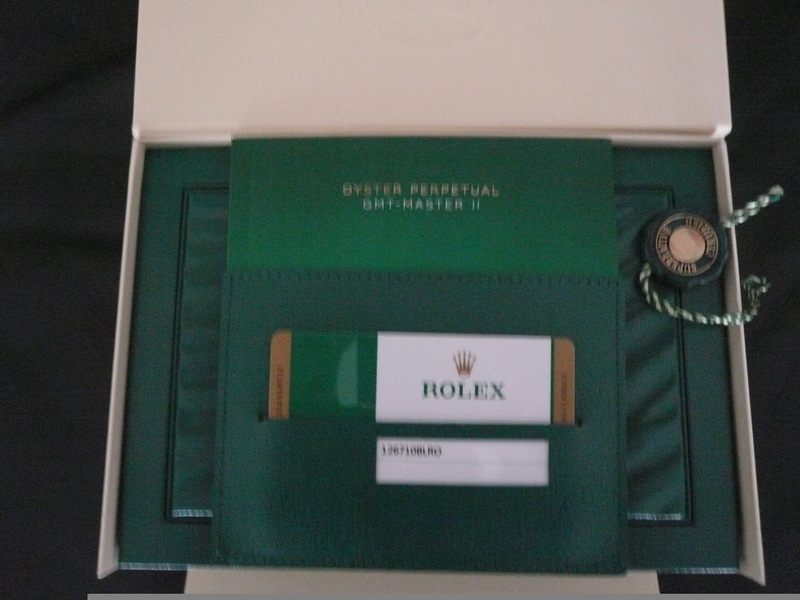 OYSTER PERPETUAL
GMT-MASTER II
ROLEX
126710BLRO